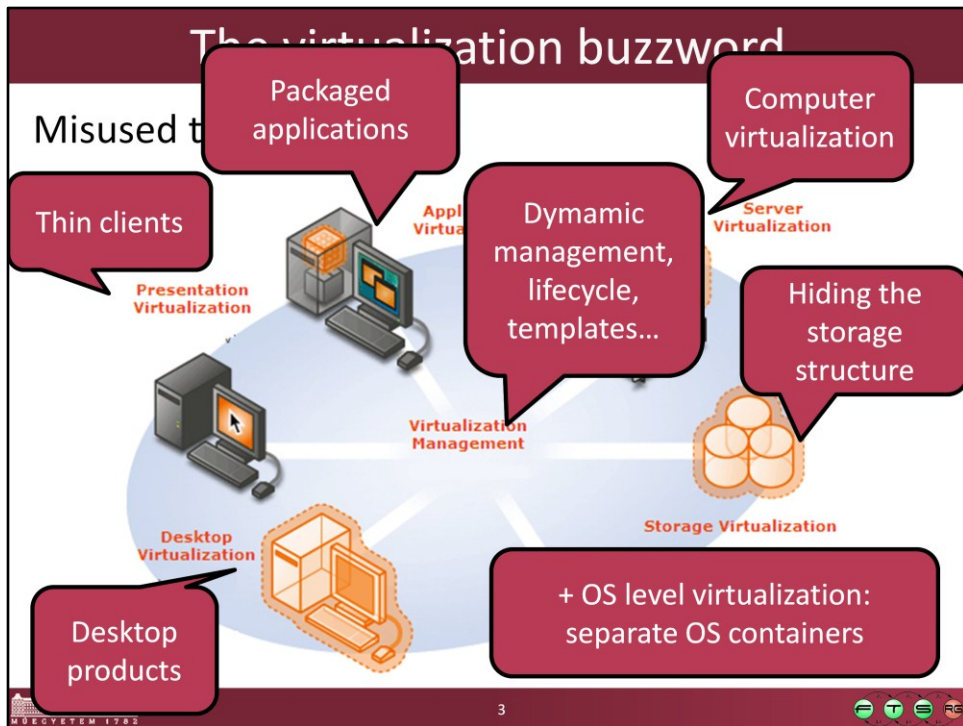 The virtualization buzzword
Misused t
Packaged
applications
Computer
virtualization
Thin clients
Dymamic
management,
lifecycle,
templates...
Server
Virtualization
Presentation
Virtualization
Hiding the
storage
structure
Virtualization
Management
Storage Virtualization
Desktop
Virtualization
Desktop
products
+ OS level virtualization:
separate OS containers
MŰEGYETEM 1782
3
F T S RG